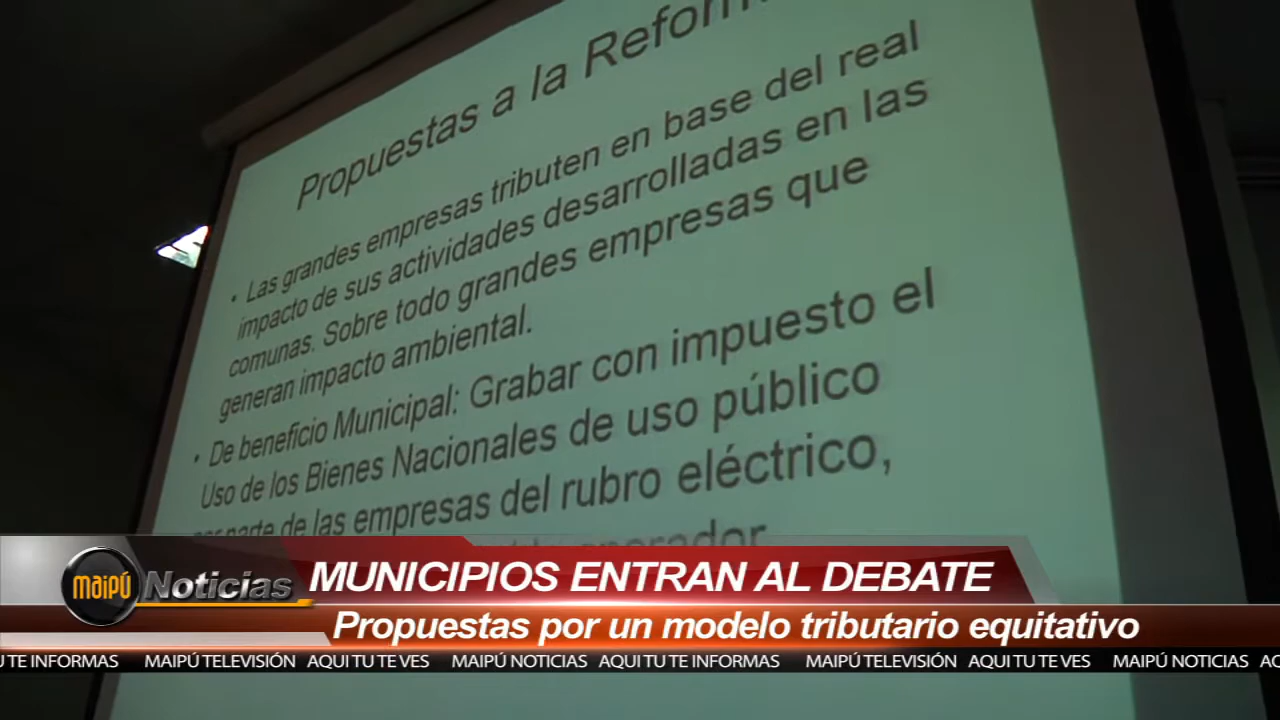 Propuestas a la
• Las grandes empresas tributen en base del real
impacto de sus actividades desarrolladas en las
comunas. Sobre todo grandes empresas que
generan impacto ambiental.
• De beneficio Municipal: Grabar con impuesto el
Uso de los Bienes Nacionales de uso público
parte de las empresas del rubro eléctrico,
MAIPÚ Noticias
MUNICIPIOS ENTRAN AL DEBATE
Propuestas por un modelo tributario equitativo
TE INFORMAS MAIPÚ TELEVISIÓN AQUI TU TE VES MAIPÚ NOTICIAS AQUI TU TE INFORMAS MAIPÚ TELEVISIÓN AQUI TU TE VES MAIPÚ NOTICIAS